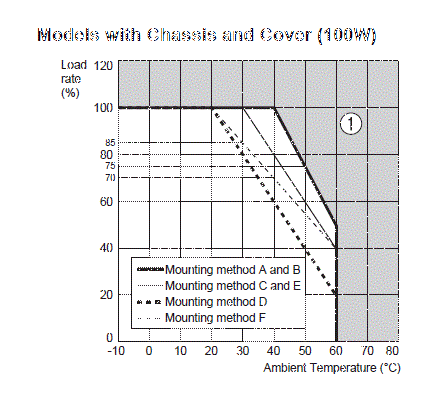 Models with Chassis and Cover (100W)
Load rate (%)
120
100
85
80
75
70
60
40
20
0
1
Mounting method A and B
Mounting method C and E
Mounting method D
Mounting method F
-10 0 10 20 30 40 50 60 70 80
Ambient Temperature (°C)